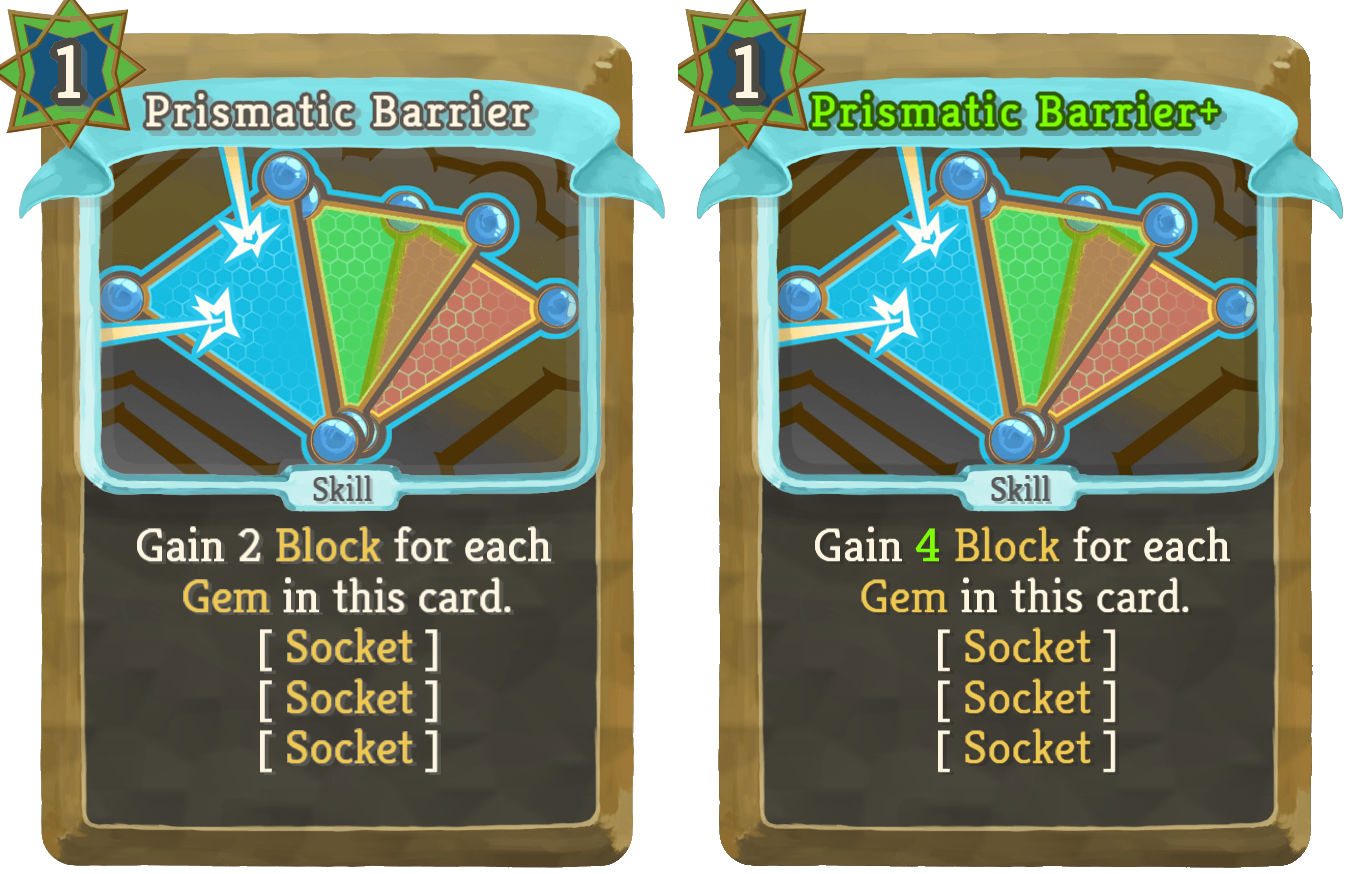 1
Prismatic Barrier
Skill
Gain 2 Block for each
Gem in this card.
[ Socket ]
[ Socket ]
[ Socket ]
1
Prismatic Barrier+
Skill
Gain 4 Block for each
Gem in this card.
[ Socket ]
[ Socket ]
[ Socket ]